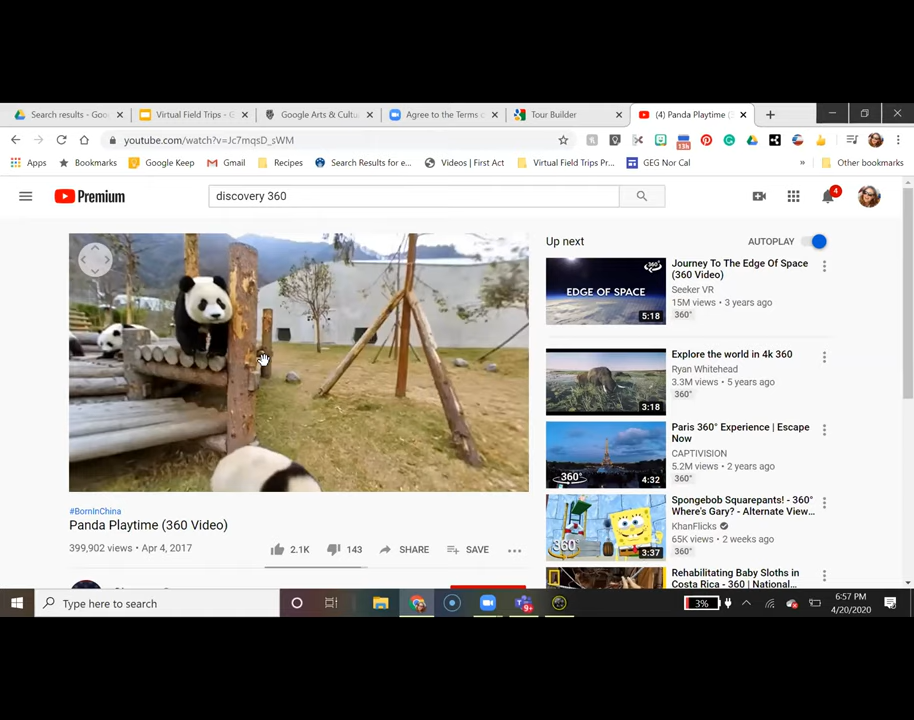 Search results - Goo
Virtual Field Trips - G
Google Arts & Cultu
Agree to the Terms o
Tour Builder
(4) Panda Playtime (3
youtube.com/watch?v=Jc7mqsD_sWM
13k
Apps
Bookmarks
Google Keep
Gmail
Recipes
Search Results for e...
Videos | First Act
Virtual Field Trips Pr...
GEG Nor Cal
»
Other bookmarks
Premium
discovery 360
4
Up next
AUTOPLAY
EDGE OF SPACE
360°
5:18
Journey To The Edge Of Space
(360 Video)
Seeker VR
15M views • 3 years ago
360°
3:18
Explore the world in 4k 360
Ryan Whitehead
3.3M views • 5 years ago
360°
360°
4:32
Paris 360° Experience | Escape
Now
CAPTIVISION
5.2M views • 2 years ago
360°
360°
3:37
Spongebob Squarepants! - 360°
Where's Gary? - Alternate View...
KhanFlicks
65K views • 2 weeks ago
360°
Rehabilitating Baby Sloths in
Costa Rica - 360 | National...
#BornInChina
Panda Playtime (360 Video)
399,902 views • Apr 4, 2017
2.1K
143
SHARE
SAVE
Type here to search
9+
3%
6:57 PM
4/20/2020